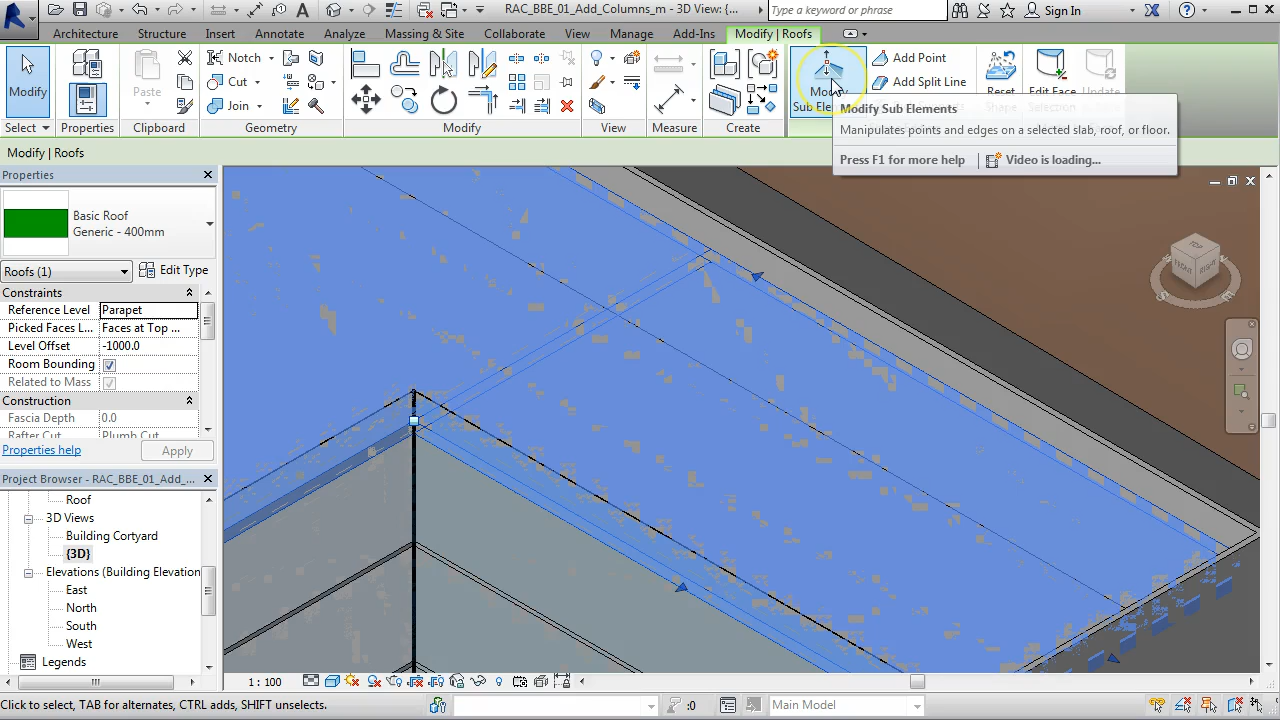 RAC_BBE_01_Add_Columns_m - 3D View: {...
Type a keyword or phrase
Sign In
Architecture Structure Insert Annotate Analyze Massing & Site Collaborate View Manage Add-Ins Modify | Roofs
Modify
Paste
Notch
Cut
Join
Modify
Sub Ele
Add Point
Add Split Line
Reset
Edit Face
Update
Select Properties Clipboard Geometry Modify View Measure Create
Modify Sub Elements
Manipulates points and edges on a selected slab, roof, or floor.
Press F1 for more help
Video is loading...
Modify | Roofs
Properties
Basic Roof
Generic - 400mm
Roofs (1)
Edit Type
Constraints
Reference Level Parapet
Picked Faces L... Faces at Top ...
Level Offset -1000.0
Room Bounding
Related to Mass
Construction
Fascia Depth 0.0
Rafter Cut Plumb Cut
Properties help
Apply
Project Browser - RAC_BBE_01_Add_...
Roof
3D Views
Building Cortyard
{3D}
Elevations (Building Elevation
East
North
South
West
Legends
TOP
FRONT
RIGHT
1 : 100
Click to select, TAB for alternates, CTRL adds, SHIFT unselects.
:0
Main Model